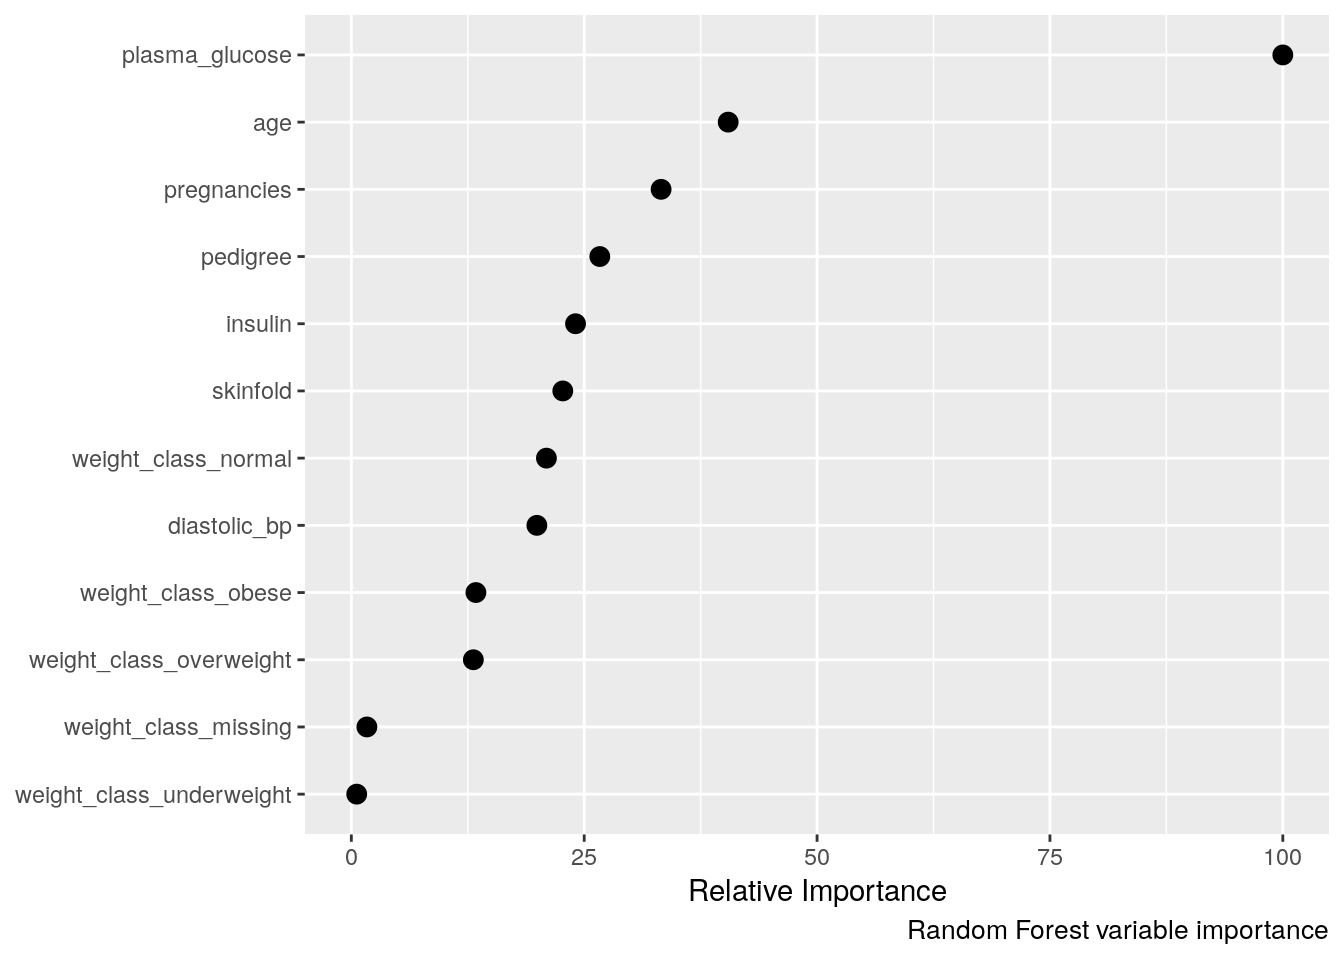 plasma_glucose
age
pregnancies
pedigree
insulin
skinfold
weight_class_normal
diastolic_bp
weight_class_obese
weight_class_overweight
weight_class_missing
weight_class_underweight
0 25 50 75 100
Relative Importance
Random Forest variable importance